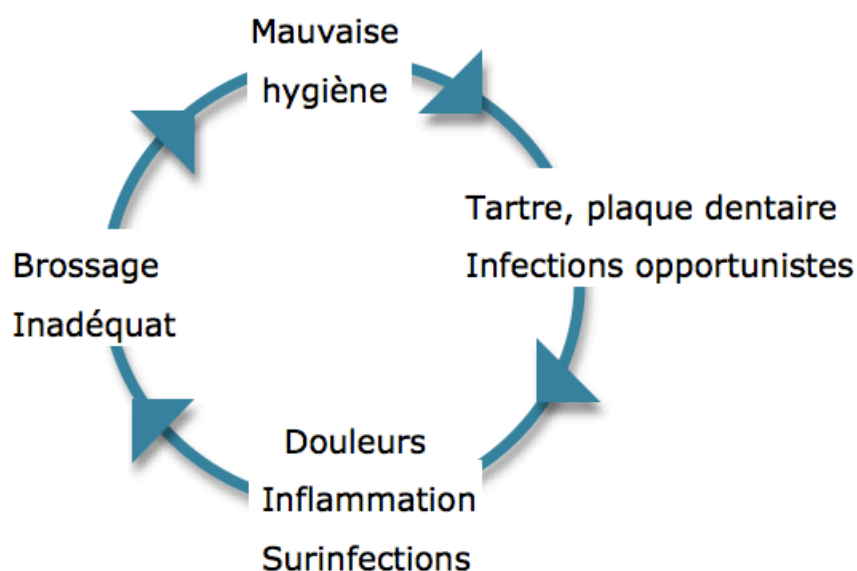 Mauvaise
hygiène
Tartre, plaque dentaire
Infections opportunistes
Douleurs
Inflammation
Surinfections
Brossage
Inadéquat